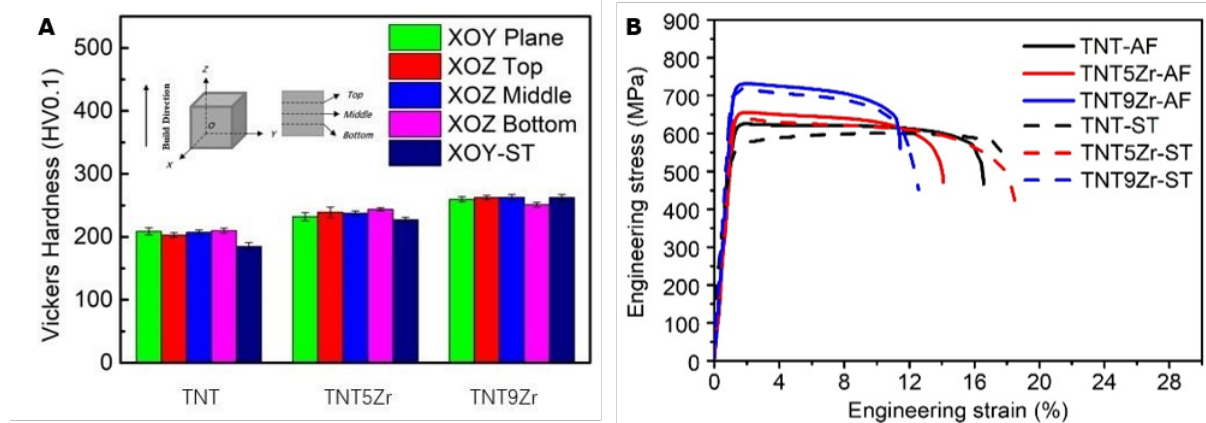 A
500
400
300
200
100
0
Vickers Hardness (HV0.1)
XOY Plane
XOZ Top
XOZ Middle
XOZ Bottom
XOY-ST
Build Direction
Z
O
Y
X
Top
Middle
Bottom
TNT
TNT5Zr
TNT9Zr
B
900
800
700
600
500
400
300
200
100
0
Engineering stress (MPa)
TNT-AF
TNT5Zr-AF
TNT9Zr-AF
TNT-ST
TNT5Zr-ST
TNT9Zr-ST
0 4 8 12 16 20 24 28
Engineering strain (%)